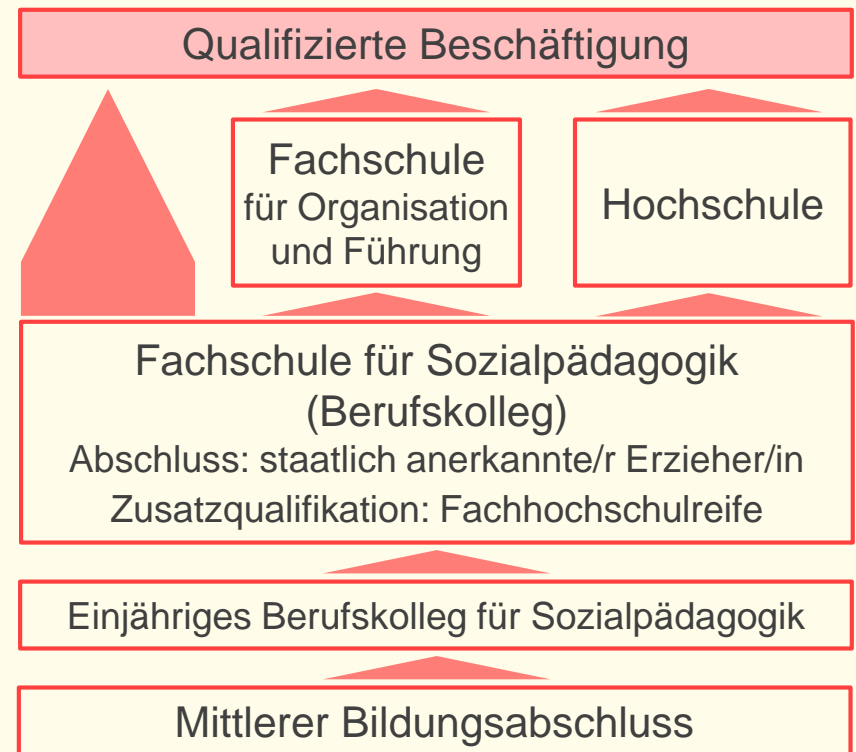 Qualifizierte Beschäftigung
Fachschule
für Organisation
und Führung
Hochschule
Fachschule für Sozialpädagogik
(Berufskolleg)
Abschluss: staatlich anerkannte/r Erzieher/in
Zusatzqualifikation: Fachhochschulreife
Einjähriges Berufskolleg für Sozialpädagogik
Mittlerer Bildungsabschluss